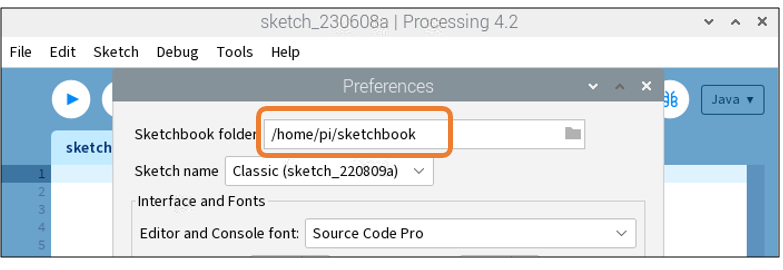 sketch_230608a | Processing 4.2
File Edit Sketch Debug Tools Help
Preferences
Java
Sketchbook folder /home/pi/sketchbook
sketch
Sketch name Classic (sketch_220809a)
1
2
3
Interface and Fonts
4
Editor and Console font: Source Code Pro
5